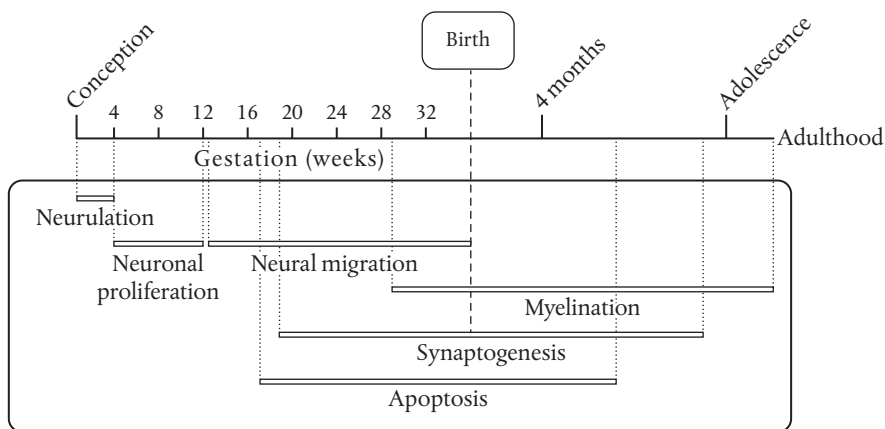 Conception
Birth
4 months
Adolescence
4 8 12 16 20 24 28 32
Adulthood
Gestation (weeks)
Neurulation
Neuronal
proliferation
Neural migration
Myelination
Synaptogenesis
Apoptosis